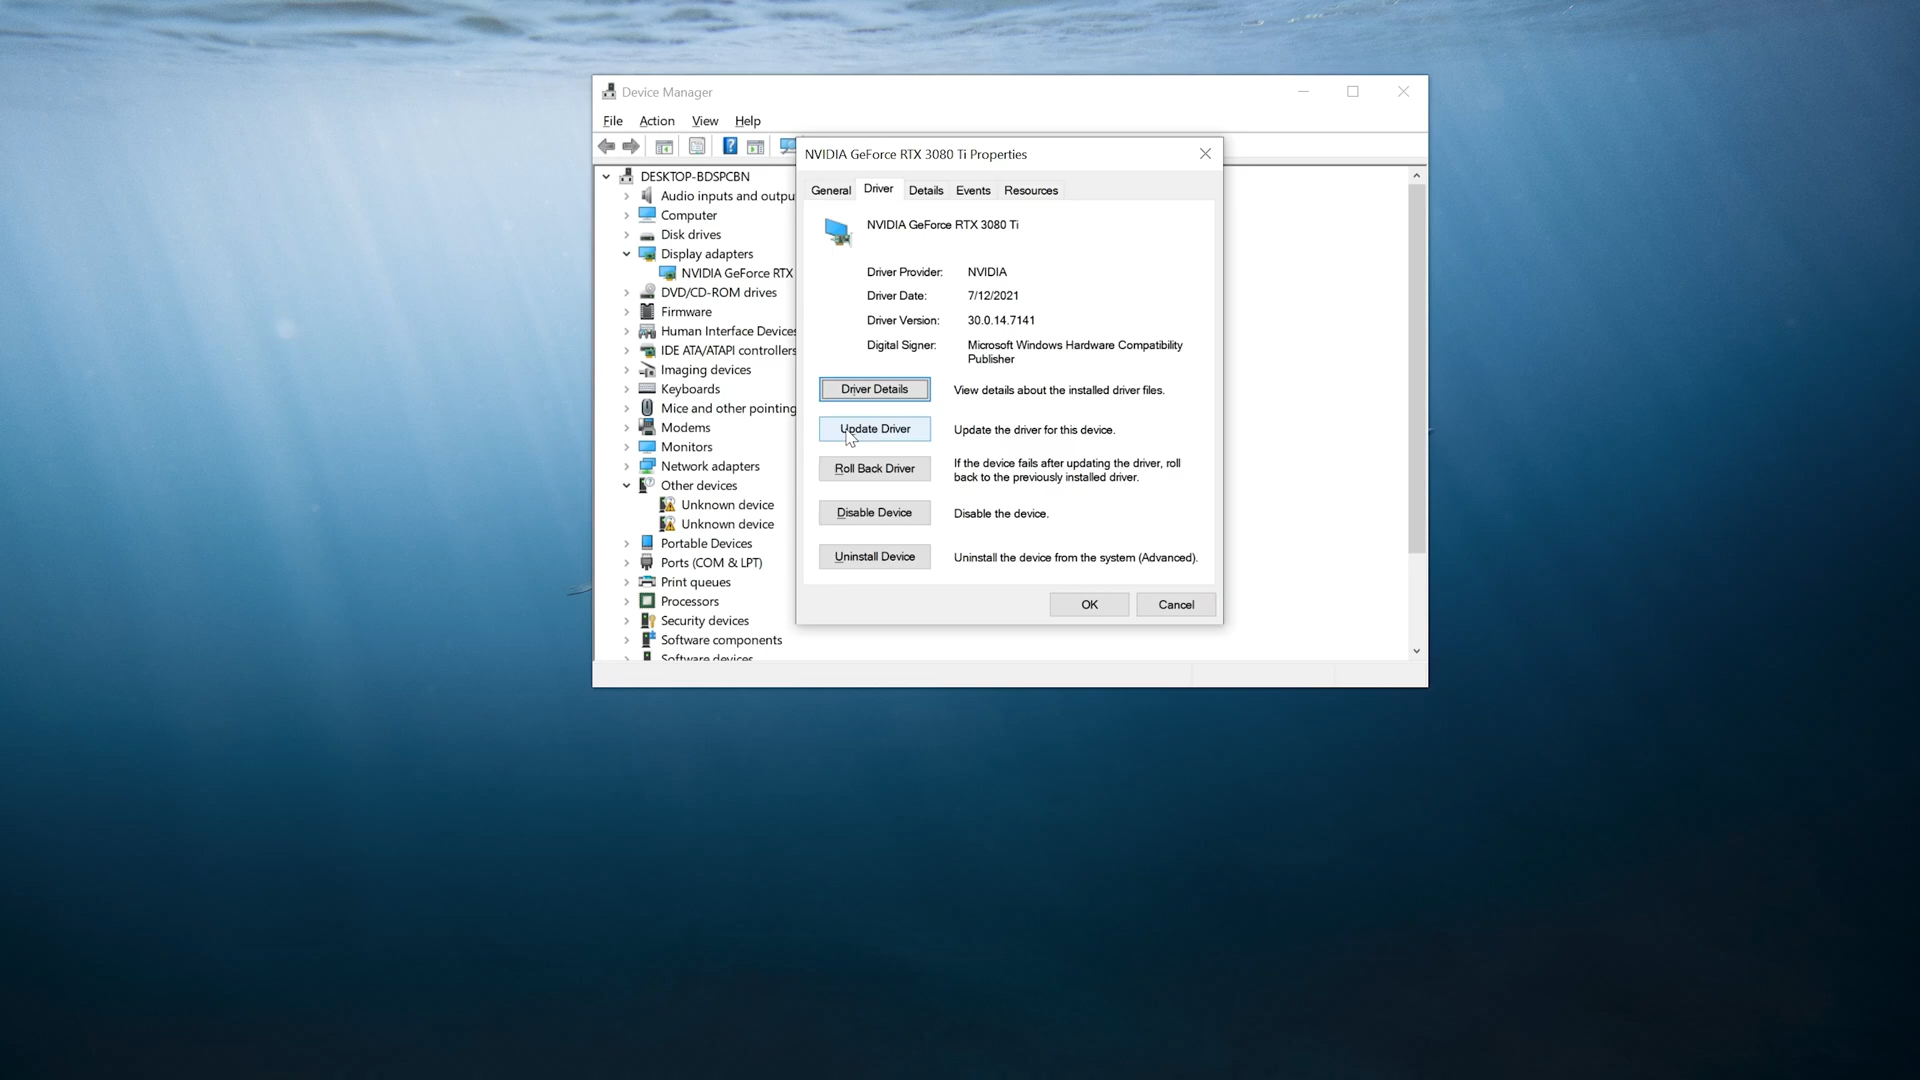 Device Manager
File Action View Help
NVIDIA GeForce RTX 3080 Ti Properties
DESKTOP-BDSPCBN
Audio inputs and outpu
Computer
Disk drives
Display adapters
NVIDIA GeForce RTX
DVD/CD-ROM drives
Firmware
Human Interface Devices
IDE ATA/ATAPI controllers
Imaging devices
Keyboards
Mice and other pointing
Modems
Monitors
Network adapters
Other devices
Unknown device
Unknown device
Portable Devices
Ports (COM & LPT)
Print queues
Processors
Security devices
Software components
Software devices
General Driver Details Events Resources
NVIDIA GeForce RTX 3080 Ti
Driver Provider: NVIDIA
Driver Date: 7/12/2021
Driver Version: 30.0.14.7141
Digital Signer: Microsoft Windows Hardware Compatibility
Publisher
Driver Details View details about the installed driver files.
Update Driver Update the driver for this device.
Roll Back Driver If the device fails after updating the driver, roll
back to the previously installed driver.
Disable Device Disable the device.
Uninstall Device Uninstall the device from the system (Advanced).
OK Cancel